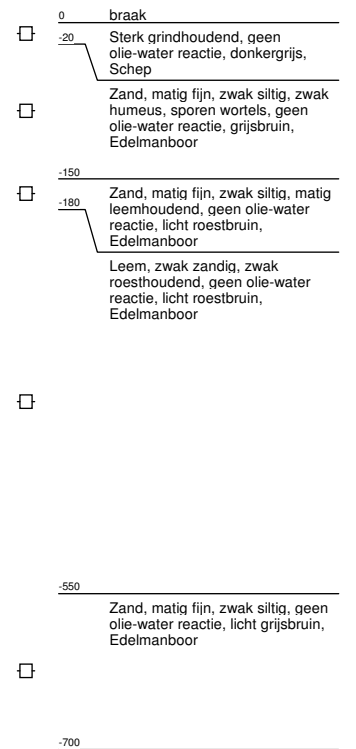 0 braak
-20 Sterk grindhoudend, geen
olie-water reactie, donkergrijs,
Schep
Zand, matig fijn, zwak siltig, zwak
humeus, sporen wortels, geen
olie-water reactie, grijsbruin,
Edelmanboor
-150
Zand, matig fijn, zwak siltig, matig
-180 leemhoudend, geen olie-water
reactie, licht roestbruin,
Edelmanboor
Leem, zwak zandig, zwak
roesthoudend, geen olie-water
reactie, licht roestbruin,
Edelmanboor
-550
Zand, matig fijn, zwak siltig, geen
olie-water reactie, licht grijsbruin,
Edelmanboor
-700